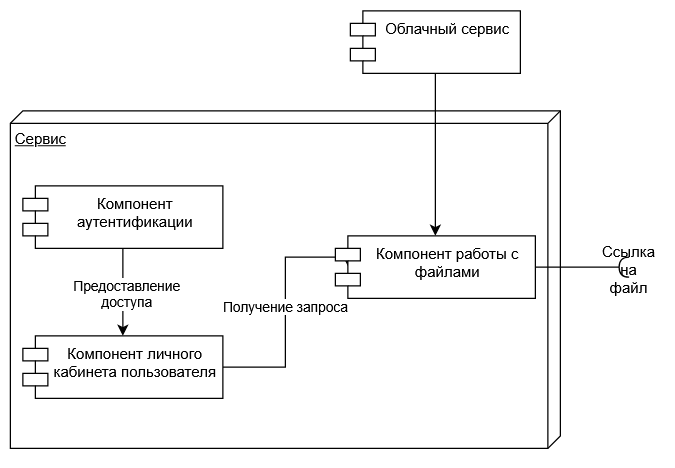 Облачный сервис
Сервис
Компонент
аутентификации
Предоставление
доступа
Компонент личного
кабинета пользователя
Получение запроса
Компонент работы с
файлами
Ссылка
на
файл